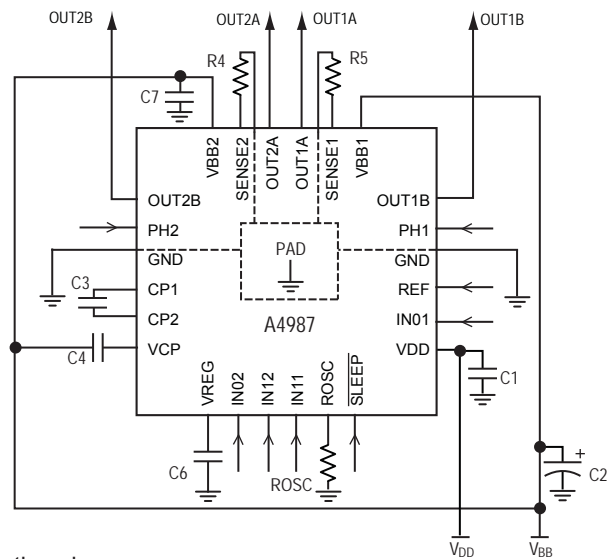 OUT2B
OUT2A
OUT1A
OUT1B
R4
R5
C7
VBB2
SENSE2
OUT2A
OUT1A
SENSE1
VBB1
OUT2B
OUT1B
PH2
PH1
GND
PAD
GND
C3
CP1
REF
CP2
A4987
IN01
C4
VCP
VDD
C1
VREG
IN02
IN12
IN11
ROSC
SLEEP
C6
ROSC
+
C2
VDD
VBB